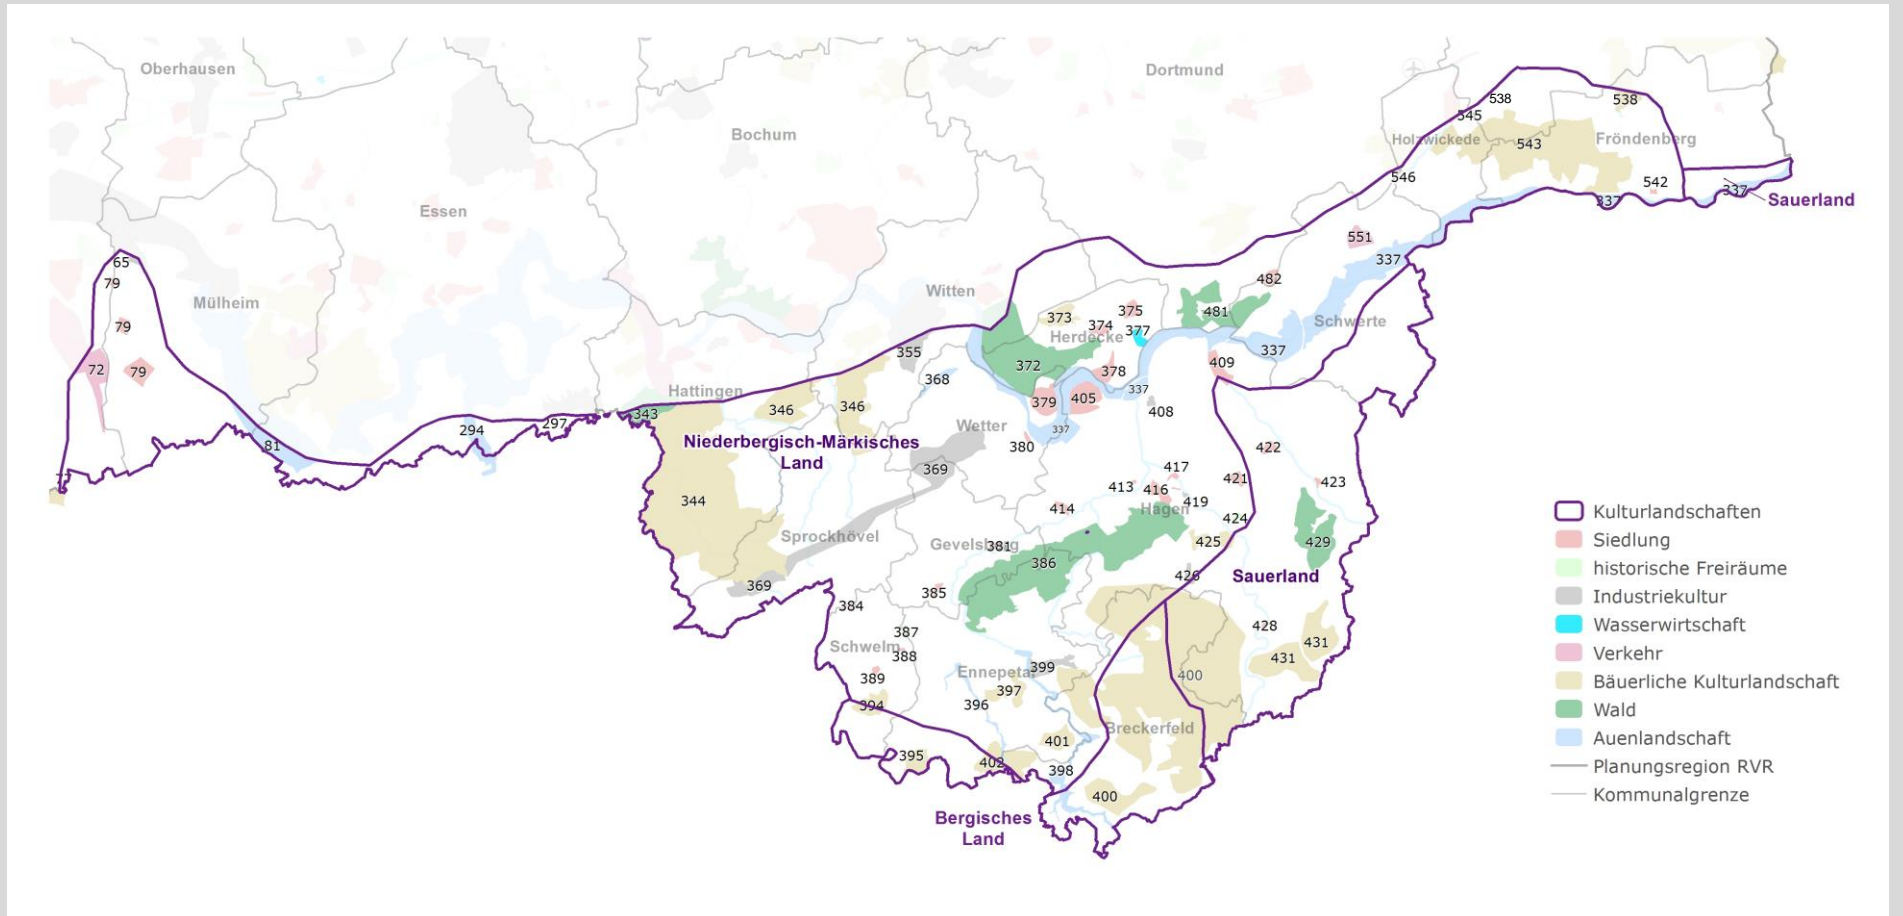 Oberhausen
Dortmund
Bochum
Essen
Mülheim
Witten
Hattingen
Holzwickede
Fröndenberg
Schwerte
Herdecke
Wetter
Hagen
Sprockhövel
Gevelsberg
Schwelm
Ennepetal
Breckerfeld
Niederbergisch-Märkisches
Land
Sauerland
Sauerland
Bergisches
Land
538
538
545
543
546
542
337
337
551
337
482
481
337
409
65
79
79
72
79
81
294
297
343
346
346
355
368
344
369
369
373
374
375
377
372
378
379
405
337
337
408
380
417
413
416
419
414
422
421
423
424
425
426
429
381
386
385
384
387
388
389
394
395
399
397
396
401
402
398
400
400
428
431
431
Kulturlandschaften
Siedlung
historische Freiräume
Industriekultur
Wasserwirtschaft
Verkehr
Bäuerliche Kulturlandschaft
Wald
Auenlandschaft
Planungsregion RVR
Kommunalgrenze